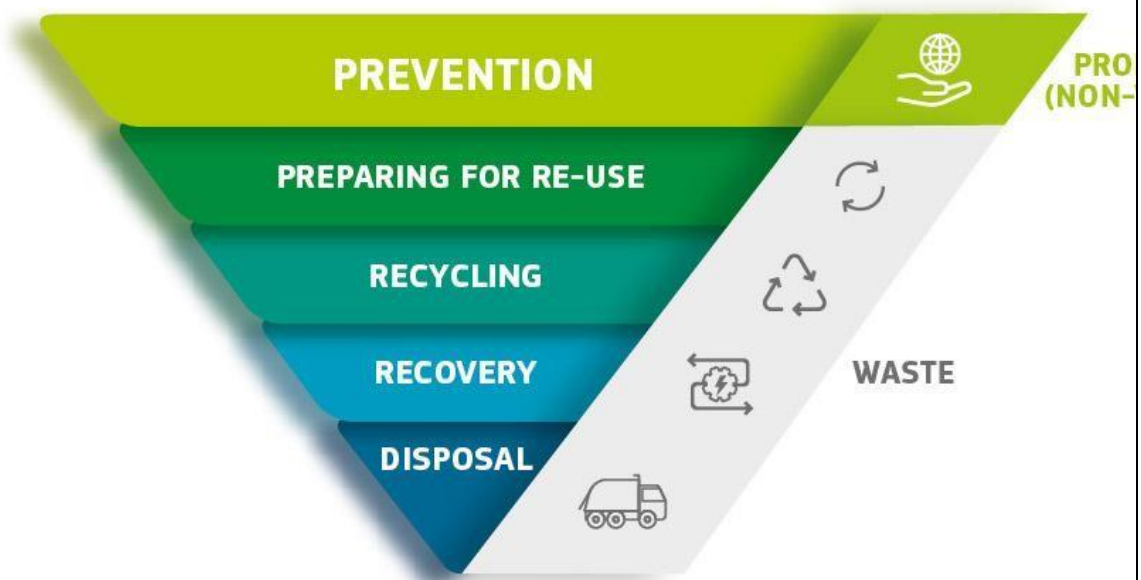 PREVENTION
PRO
(NON-
PREPARING FOR RE-USE
RECYCLING
RECOVERY
WASTE
DISPOSAL